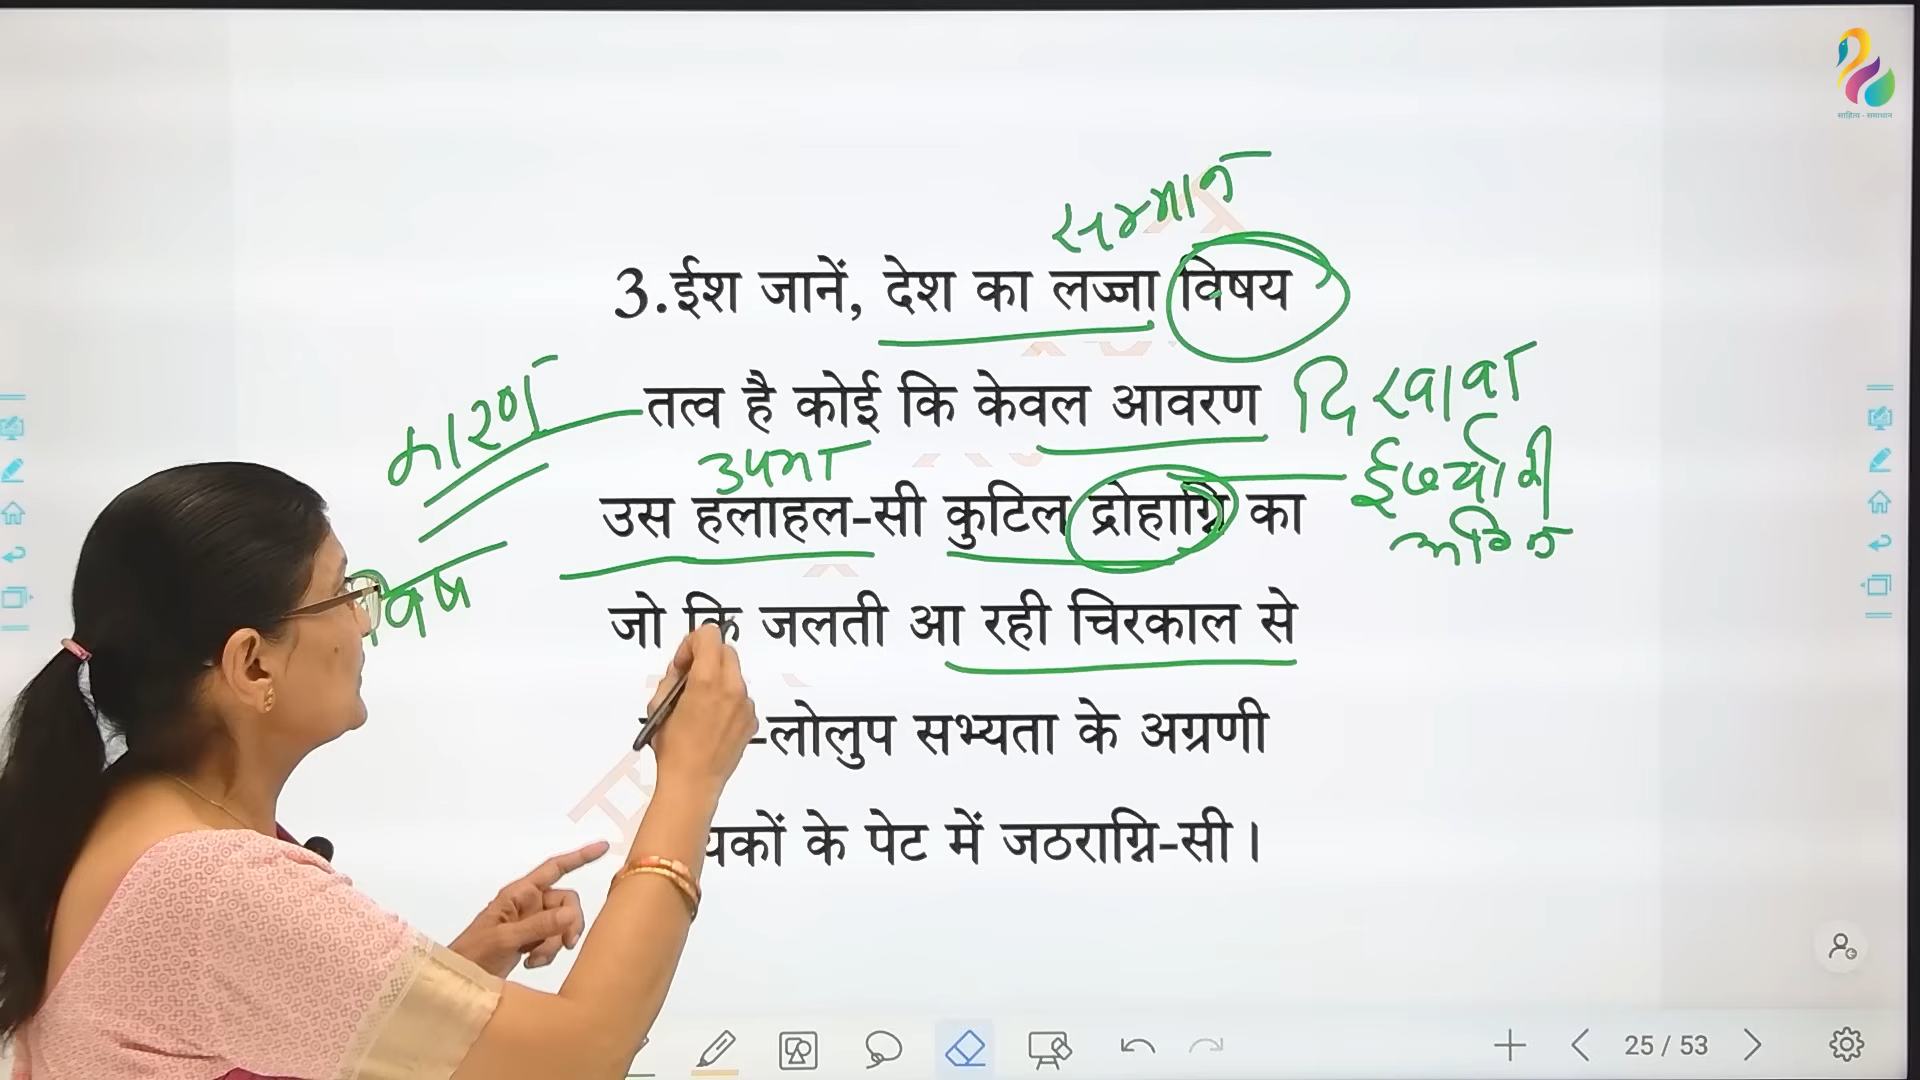 साहित्य - समाधान
सम्मान
3.ईश जानें, देश का लज्जा विषय
तत्व है कोई कि केवल आवरण
दिखावा
कारण
उपमा
ईर्ष्या की
अग्नि
उस हलाहल-सी कुटिल द्रोहाग्नि का
विष
जो कि जलती आ रही चिरकाल से
-लोलुप सभ्यता के अग्रणी
यकों के पेट में जठराग्नि-सी।
25 / 53